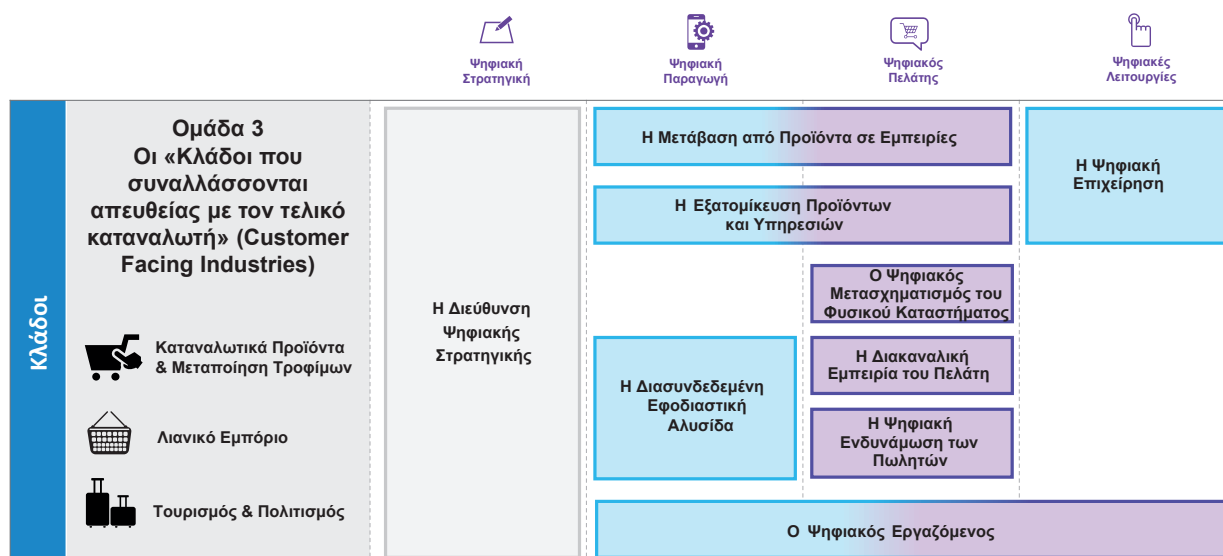 Ψηφιακή
Στρατηγική
Ψηφιακή
Παραγωγή
Ψηφιακός
Πελάτης
Ψηφιακές
Λειτουργίες
Κλάδοι
Ομάδα 3
Οι «Κλάδοι που
συναλλάσσονται
απευθείας με τον τελικό
καταναλωτή» (Customer
Facing Industries)
Καταναλωτικά Προϊόντα
& Μεταποίηση Τροφίμων
Λιανικό Εμπόριο
Τουρισμός & Πολιτισμός
Η Διεύθυνση
Ψηφιακής
Στρατηγικής
Η Μετάβαση από Προϊόντα σε Εμπειρίες
Η Εξατομίκευση Προϊόντων
και Υπηρεσιών
Η Ψηφιακή
Επιχείρηση
Ο Ψηφιακός
Μετασχηματισμός του
Φυσικού Καταστήματος
Η Διασυνδεδεμένη
Εφοδιαστική
Αλυσίδα
Η Διακαναλική
Εμπειρία του Πελάτη
Η Ψηφιακή
Ενδυνάμωση των
Πωλητών
Ο Ψηφιακός Εργαζόμενος